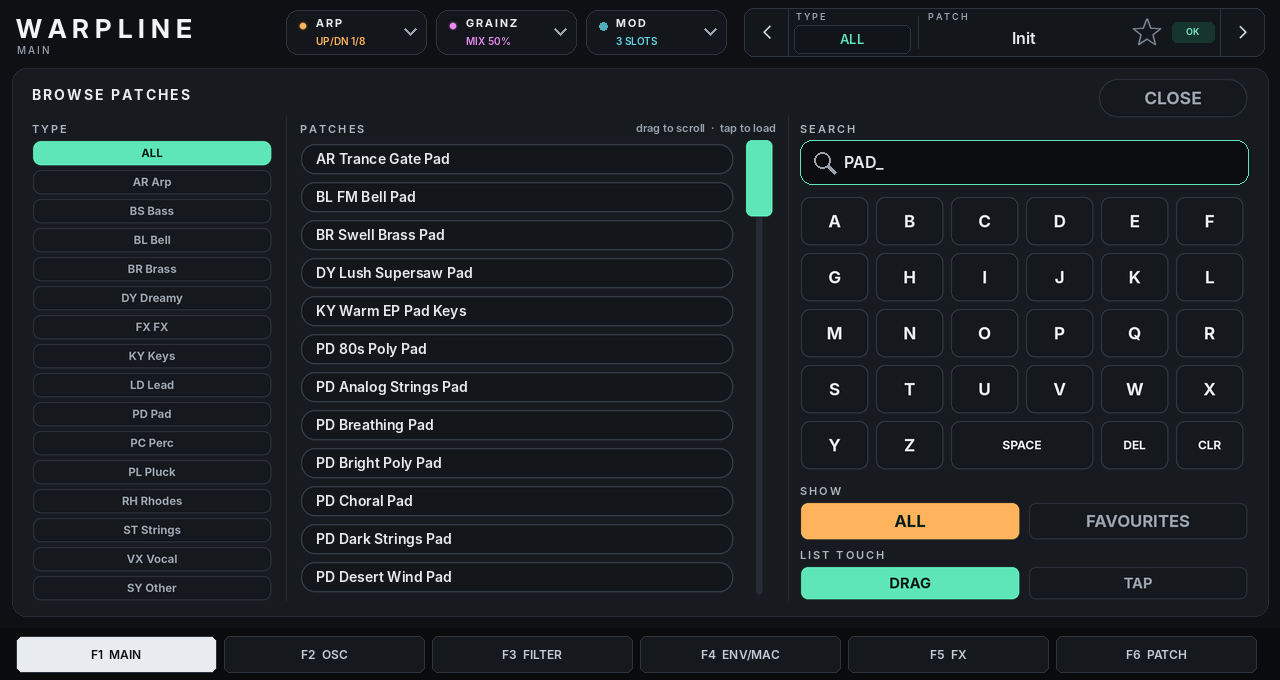 WARPLINE
MAIN
ARP
UP/DN 1/8
GRAINZ
MIX 50%
MOD
3 SLOTS
TYPE
ALL
PATCH
Init
OK
BROWSE PATCHES
CLOSE
TYPE
ALL
AR Arp
BS Bass
BL Bell
BR Brass
DY Dreamy
FX FX
KY Keys
LD Lead
PD Pad
PC Perc
PL Pluck
RH Rhodes
ST Strings
VX Vocal
SY Other
PATCHES
drag to scroll · tap to load
AR Trance Gate Pad
BL FM Bell Pad
BR Swell Brass Pad
DY Lush Supersaw Pad
KY Warm EP Pad Keys
PD 80s Poly Pad
PD Analog Strings Pad
PD Breathing Pad
PD Bright Poly Pad
PD Choral Pad
PD Dark Strings Pad
PD Desert Wind Pad
SEARCH
PAD_
A B C D E F
G H I J K L
M N O P Q R
S T U V W X
Y Z SPACE DEL CLR
SHOW
ALL FAVOURITES
LIST TOUCH
DRAG TAP
F1 MAIN F2 OSC F3 FILTER F4 ENV/MAC F5 FX F6 PATCH